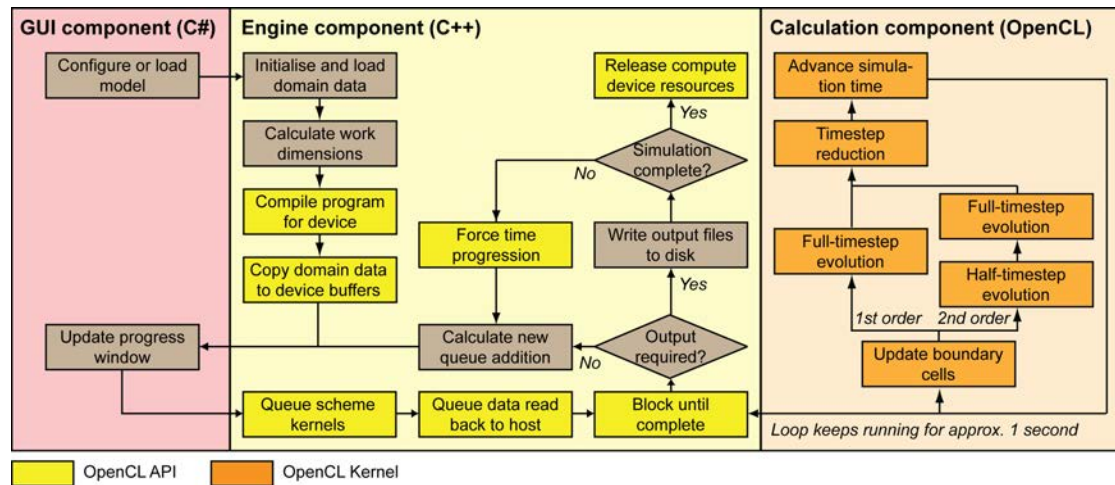 GUI component (C#)
Configure or load
model
Update progress
window
Engine component (C++)
Initialise and load
domain data
Calculate work
dimensions
Compile program
for device
Copy domain data
to device buffers
Release compute
device resources
Yes
Simulation
complete?
No
Force time
progression
Write output files
to disk
Yes
Calculate new
queue addition
No
Output
required?
Queue scheme
kernels
Queue data read
back to host
Block until
complete
Calculation component (OpenCL)
Advance simula-
tion time
Timestep
reduction
Full-timestep
evolution
Full-timestep
evolution
Half-timestep
evolution
1st order
2nd order
Update boundary
cells
Loop keeps running for approx. 1 second
OpenCL API
OpenCL Kernel